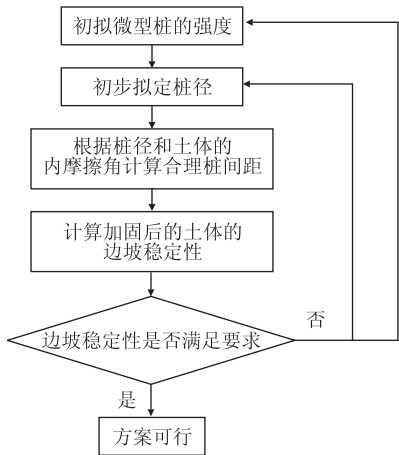 初拟微型桩的强度
初步拟定桩径
根据桩径和土体的
内摩擦角计算合理桩间距
计算加固后的土体的
边坡稳定性
边坡稳定性是否满足要求
否
是
方案可行